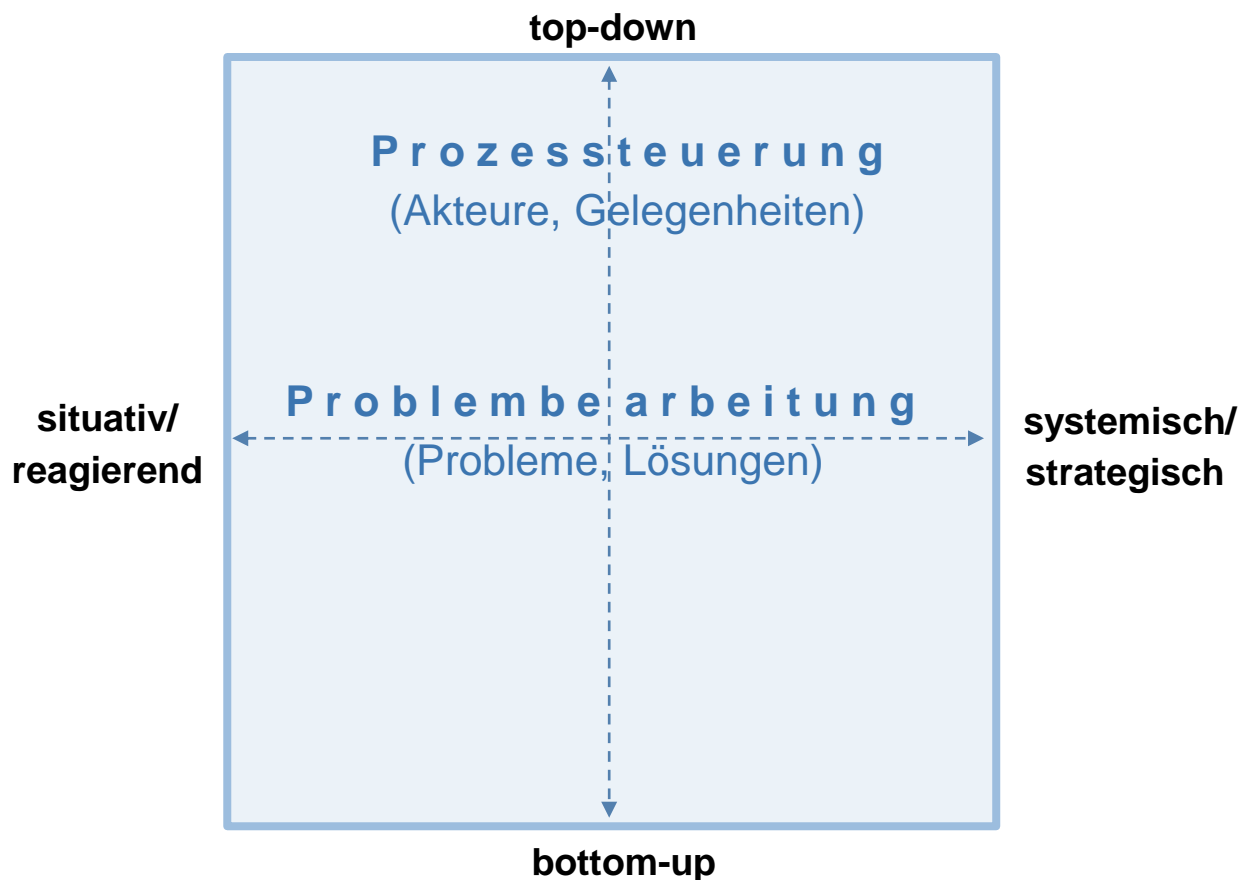 top-down
Prozessteuerung
(Akteure, Gelegenheiten)
Problembearbeitung
(Probleme, Lösungen)
situativ/
reagierend
systemisch/
strategisch
bottom-up